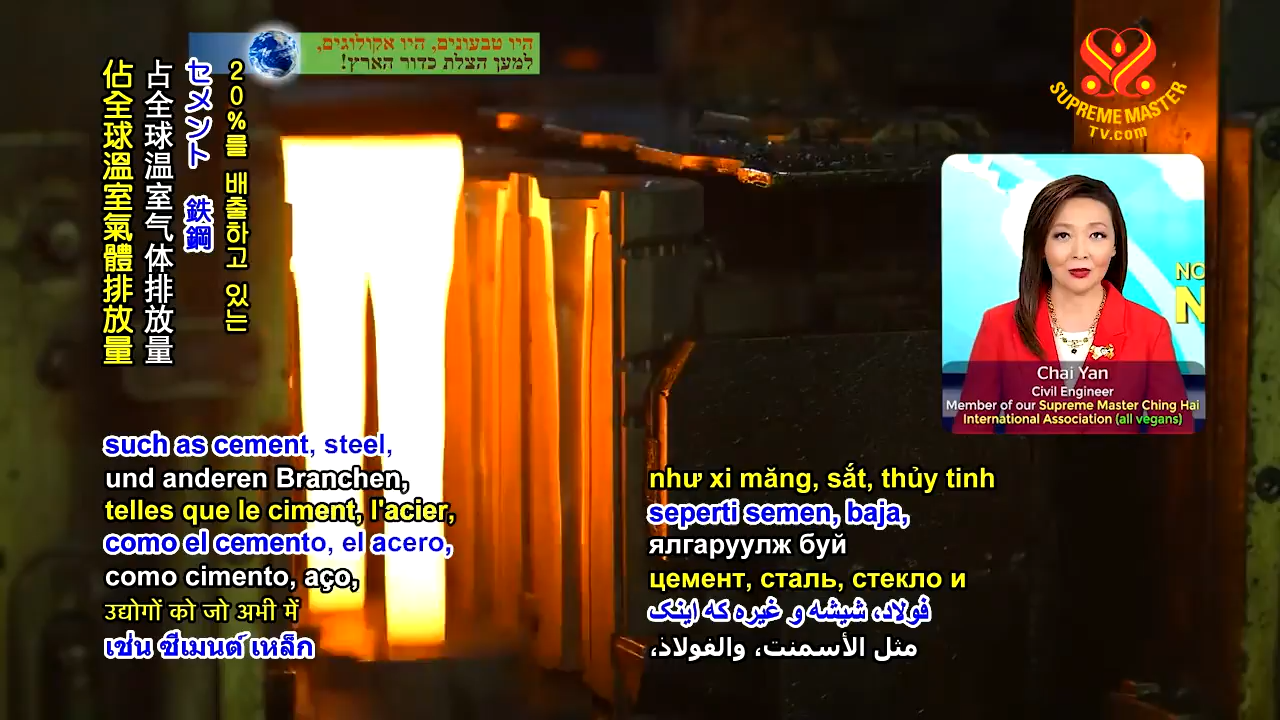 היו טבעונים, היו אקולוגים,
למען הצלת כדור הארץ!
SUPREME MASTER
TV.com
佔全球溫室氣體排放量
占全球温室气体排放量
セメント 鉄鋼
20%를 배출하고 있는
NO
N
Chai Yan
Civil Engineer
Member of our Supreme Master Ching Hai
International Association (all vegans)
such as cement, steel,
und anderen Branchen,
telles que le ciment, l'acier,
como el cemento, el acero,
como cimento, aço,
उद्योगों को जो अभी में
เช่น ซีเมนต์ เหล็ก
như xi măng, sắt, thủy tinh
seperti semen, baja,
ялгаруулж буй
цемент, сталь, стекло и
فولاد، شیشه و غیره که اینک
مثل الأسمنت، والفولاذ،